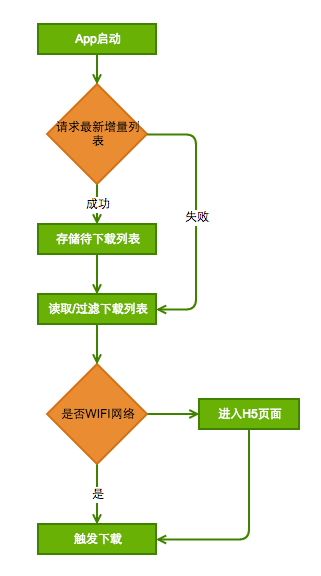 App启动
请求最新增量列
表
成功
失败
存储待下载列表
读取/过滤下载列表
是否WIFI网络
进入H5页面
是
触发下载